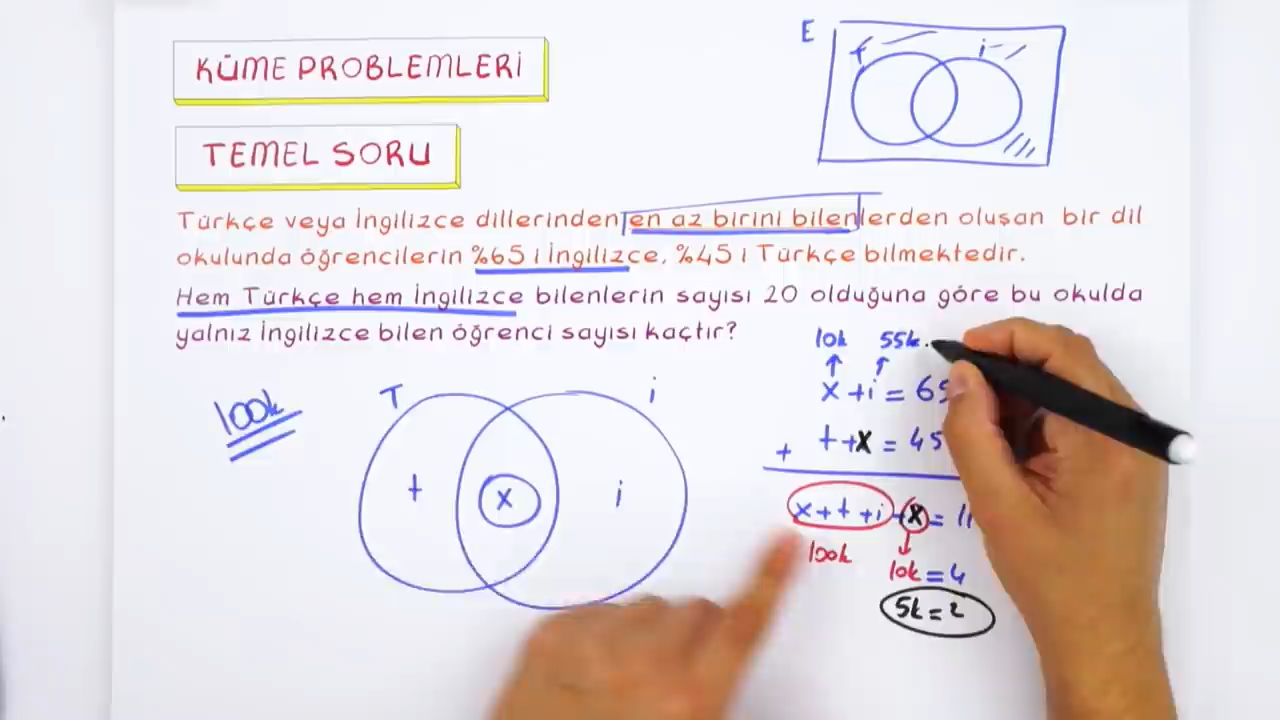 KÜME PROBLEMLERİ
TEMEL SORU
E
t i
Türkçe veya İngilizce dillerinden en az birini bilenlerden oluşan bir dil
okulunda öğrencilerin %65 i İngilizce, %45 i Türkçe bilmektedir.
Hem Türkçe hem İngilizce bilenlerin sayısı 20 olduğuna göre bu okulda
yalnız İngilizce bilen öğrenci sayısı kaçtır?
100k
T i
t x i
10k 55k
x + i = 65
+ t + x = 45
x + t + i + x = 11
100k
10k = 4
5k = 2